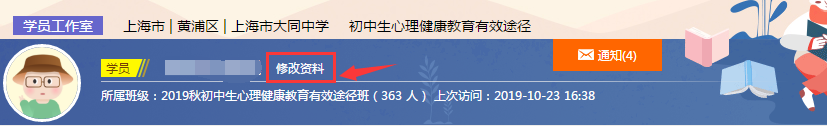 学员工作室 上海市 | 黄浦区 | 上海市大同中学 初中生心理健康教育有效途径
学员 修改资料 通知(4)
所属班级：2019秋初中生心理健康教育有效途径班（363 人） 上次访问：2019-10-23 16:38